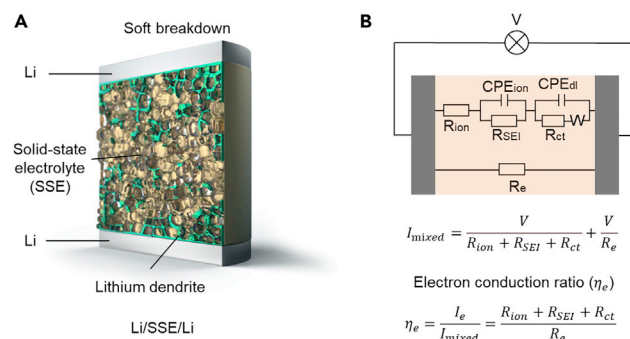 A
Soft breakdown
Li
Solid-state
electrolyte
(SSE)
Li
Lithium dendrite
Li/SSE/Li
B
V
CPEion
CPEdl
Rion
RSEI
Rct
W
Re
Imixed = V / (Rion + RSEI + Rct) + V / Re
Electron conduction ratio (ηe)
ηe = Ie / Imixed = (Rion + RSEI + Rct) / Re